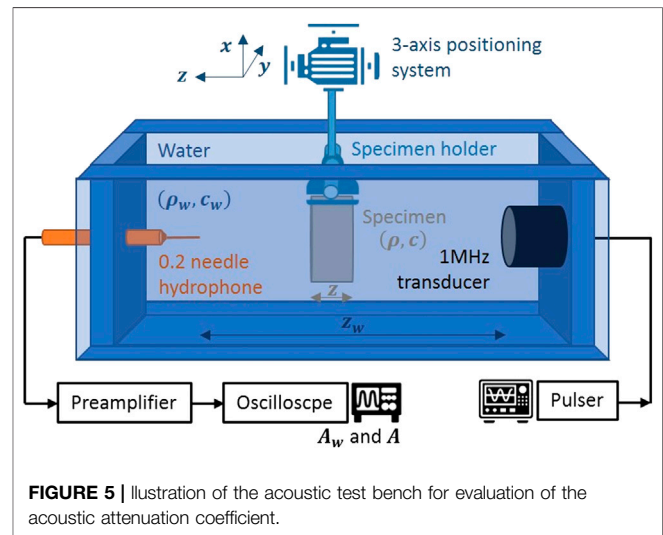 x
y
z
3-axis positioning
system
Water
Specimen holder
(ρw, cw)
Specimen
(ρ, c)
0.2 needle
hydrophone
1MHz
transducer
z
zw
Preamplifier
Oscilloscpe
Pulser
Aw and A
FIGURE 5 | Ilustration of the acoustic test bench for evaluation of the
acoustic attenuation coefficient.